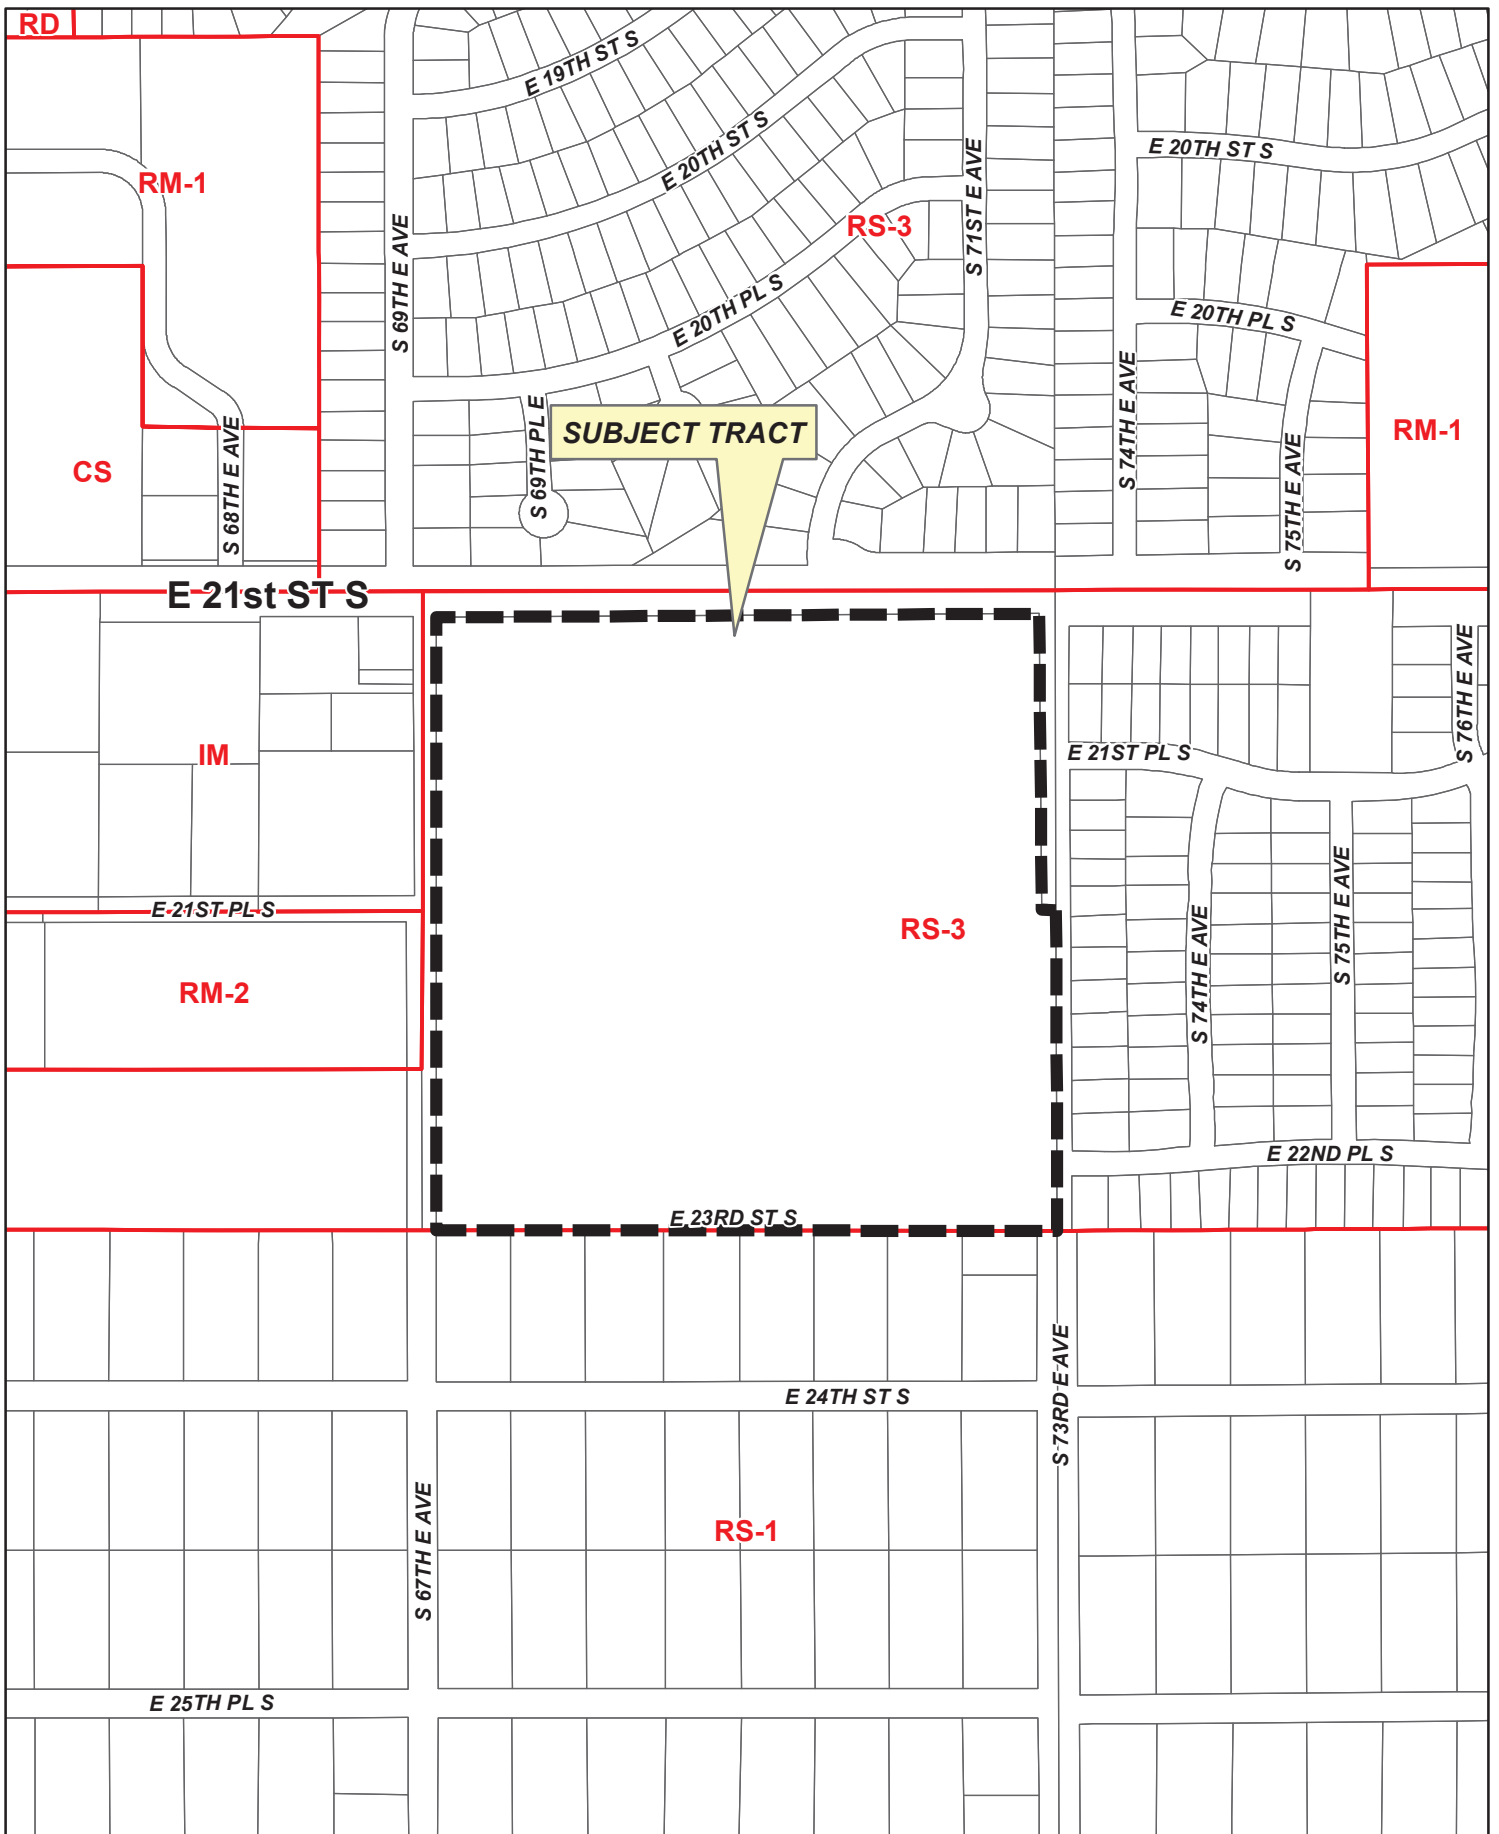 RD
E 19TH ST S
E 20TH ST S
E 20TH ST S
RM-1
S 71ST E AVE
RS-3
S 69TH E AVE
E 20TH PL S
E 20TH PL S
S 74TH E AVE
S 69TH PL E
SUBJECT TRACT
RM-1
CS
S 68TH E AVE
S 75TH E AVE
E 21st ST S
S 76TH E AVE
IM
E 21ST PL S
E 21ST PL S
S 75TH E AVE
RS-3
S 74TH E AVE
RM-2
E 22ND PL S
E 23RD ST S
S 73RD E AVE
E 24TH ST S
RS-1
S 67TH E AVE
E 25TH PL S